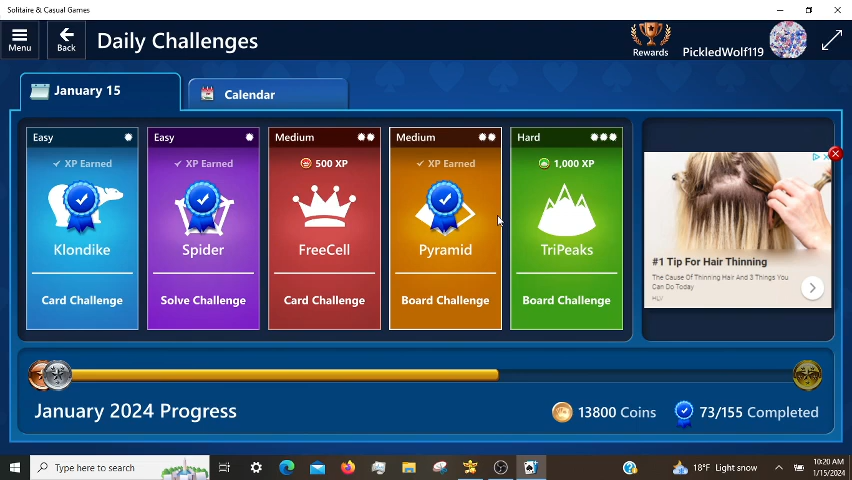 Solitaire & Casual Games
Menu
Back
Daily Challenges
Rewards
PickledWolf119
January 15
Calendar
Easy
XP Earned
Klondike
Card Challenge
Easy
XP Earned
Spider
Solve Challenge
Medium
500 XP
FreeCell
Card Challenge
Medium
XP Earned
Pyramid
Board Challenge
Hard
1,000 XP
TriPeaks
Board Challenge
#1 Tip For Hair Thinning
The Cause Of Thinning Hair And 3 Things You
Can Do Today
January 2024 Progress
13800 Coins
73/155 Completed
Type here to search
18°F Light snow
10:20 AM
1/15/2024